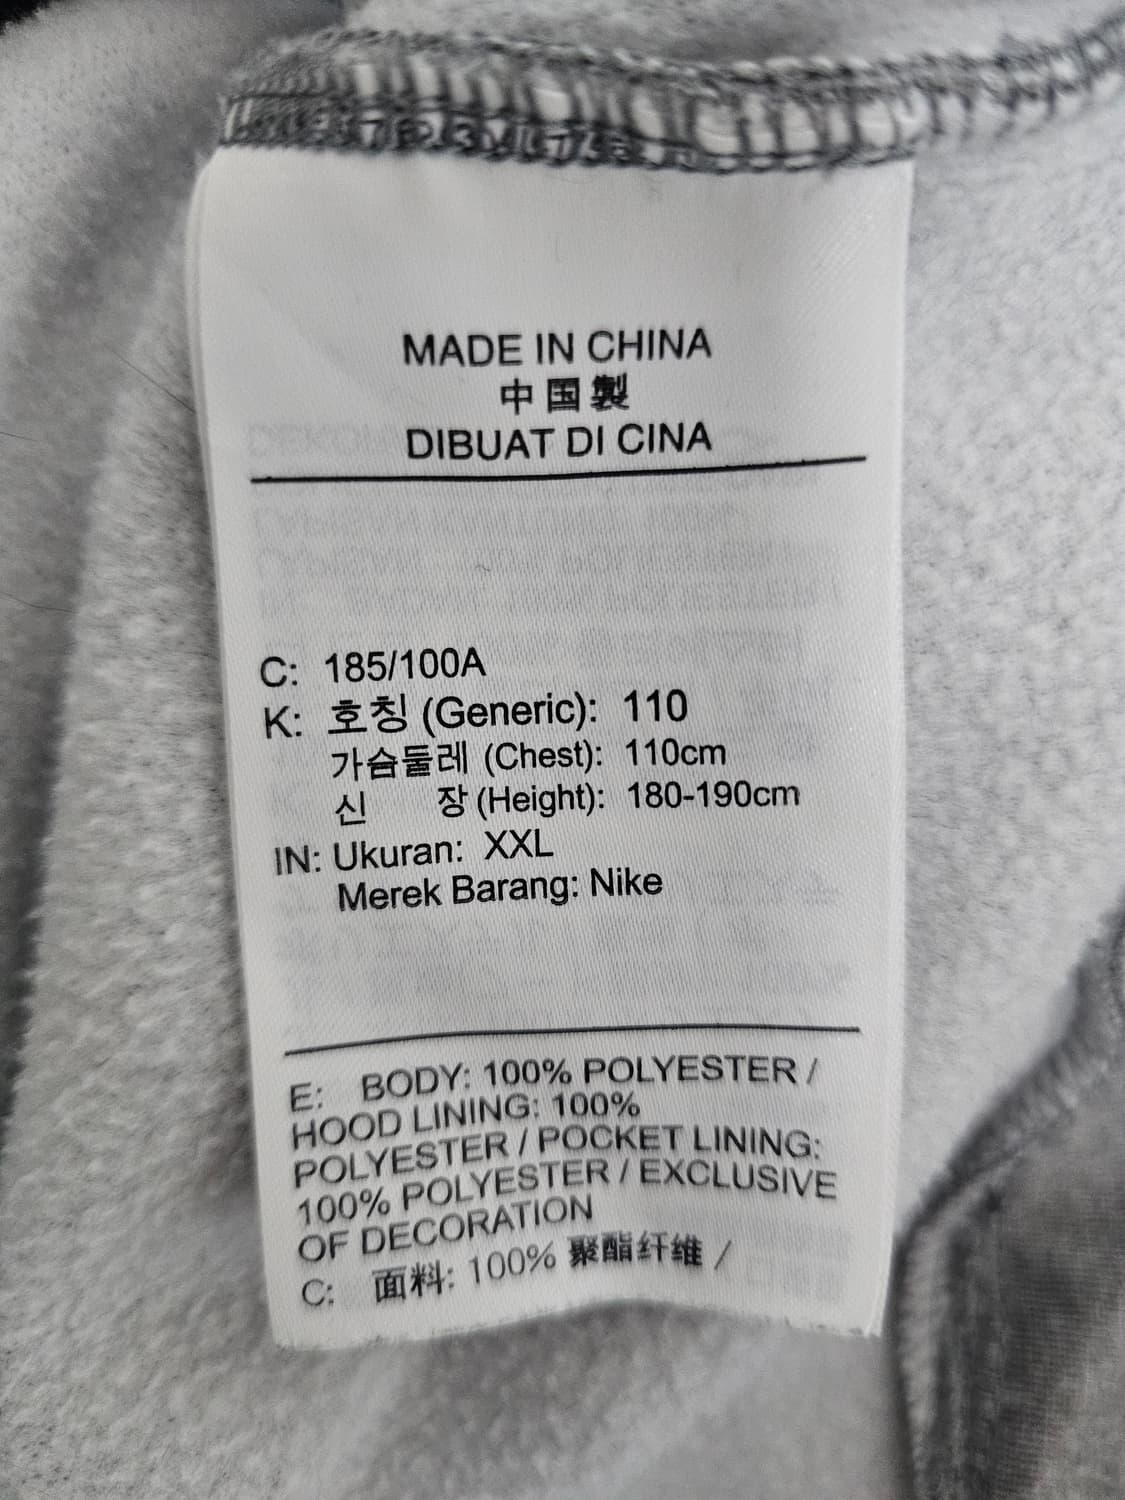 MADE IN CHINA
中国製
DIBUAT DI CINA
C: 185/100A
K: 호칭 (Generic): 110
가슴둘레 (Chest): 110cm
신 장 (Height): 180-190cm
IN: Ukuran: XXL
Merek Barang: Nike
E: BODY: 100% POLYESTER /
HOOD LINING: 100%
POLYESTER / POCKET LINING:
100% POLYESTER / EXCLUSIVE
OF DECORATION
C: 面料: 100% 聚酯纤维 /